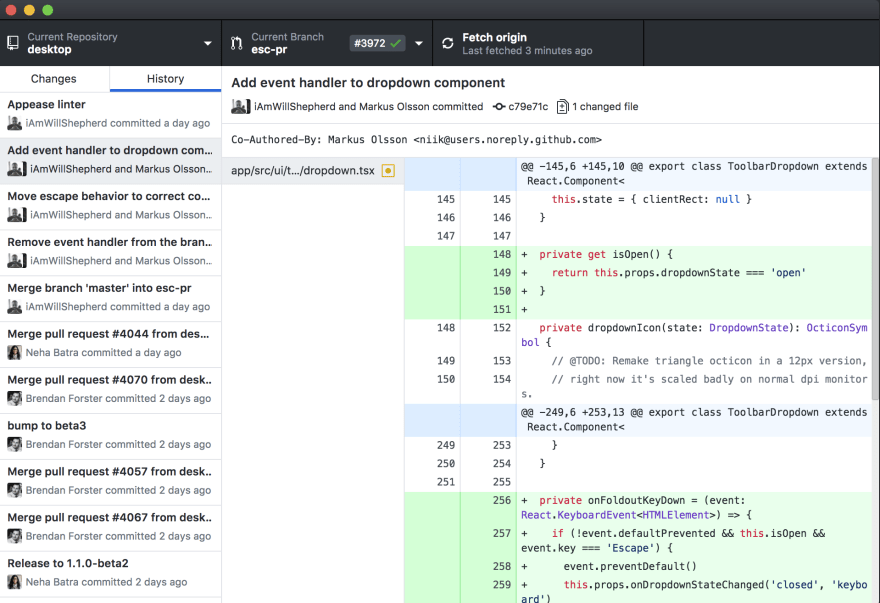 Current Repository
desktop
Current Branch
esc-pr
#3972
Fetch origin
Last fetched 3 minutes ago
Changes
History
Appease linter
iAmWillShepherd committed a day ago
Add event handler to dropdown com...
iAmWillShepherd and Markus Olsson...
Move escape behavior to correct co...
iAmWillShepherd and Markus Olsson...
Remove event handler from the bran...
iAmWillShepherd and Markus Olsson...
Merge branch 'master' into esc-pr
iAmWillShepherd committed a day ago
Merge pull request #4044 from des...
Neha Batra committed a day ago
Merge pull request #4070 from desk...
Brendan Forster committed 2 days ago
bump to beta3
Brendan Forster committed 2 days ago
Merge pull request #4057 from desk...
Brendan Forster committed 2 days ago
Merge pull request #4067 from desk...
Brendan Forster committed 2 days ago
Release to 1.1.0-beta2
Neha Batra committed 2 days ago
Add event handler to dropdown component
iAmWillShepherd and Markus Olsson committed c79e71c 1 changed file
Co-Authored-By: Markus Olsson <niik@users.noreply.github.com>
app/src/ui/t.../dropdown.tsx
@@ -145,6 +145,10 @@ export class ToolbarDropdown extends
React.Component<
145 145 this.state = { clientRect: null }
146 146 }
147 147
148 + private get isOpen() {
149 + return this.props.dropdownState === 'open'
150 + }
151 +
148 152 private dropdownIcon(state: DropdownState): OcticonSym
bol {
149 153 // @TODO: Remake triangle octicon in a 12px version,
150 154 // right now it's scaled badly on normal dpi monitor
s.
@@ -249,6 +253,13 @@ export class ToolbarDropdown extends
React.Component<
249 253 }
250 254 }
251 255
256 + private onFoldoutKeyDown = (event:
React.KeyboardEvent<HTMLElement>) => {
257 + if (!event.defaultPrevented && this.isOpen &&
event.key === 'Escape') {
258 + event.preventDefault()
259 + this.props.onDropdownStateChanged('closed', 'keybo
ard')